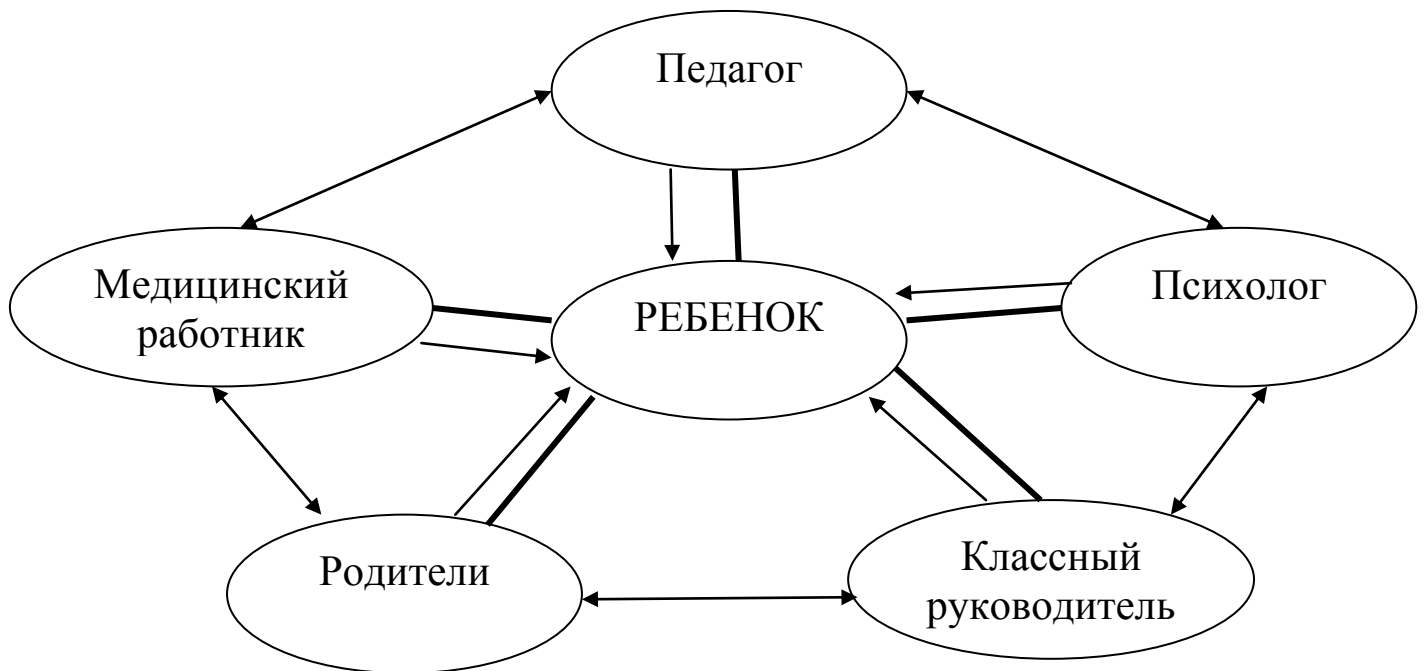 Педагог
Медицинский
работник
РЕБЕНОК
Психолог
Родители
Классный
руководитель